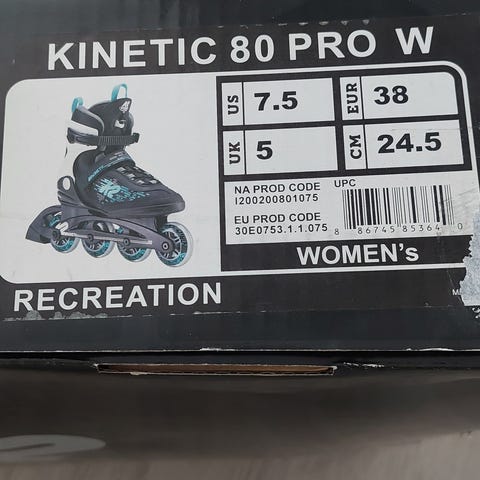 KINETIC 80 PRO W
US 7.5 EUR 38
UK 5 CM 24.5
NA PROD CODE UPC
I200200801075
EU PROD CODE
30E0753.1.1.075 8 86745 85364 0
WOMEN's
RECREATION